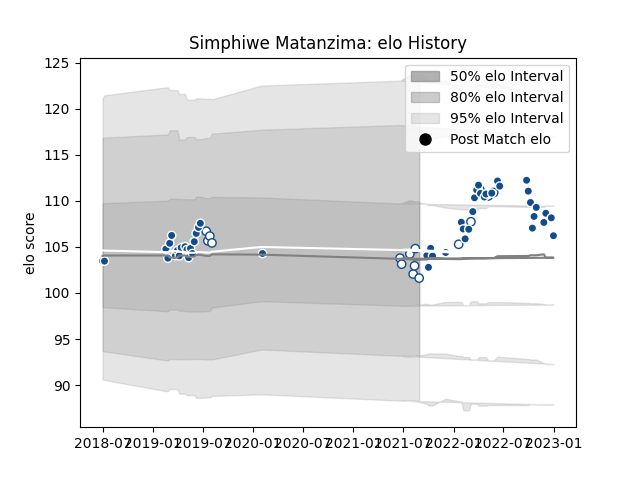 Simphiwe Matanzima: elo History
50% elo Interval
80% elo Interval
95% elo Interval
Post Match elo
elo score
125
120
115
110
105
100
95
90
2018-07 2019-01 2019-07 2020-01 2020-07 2021-01 2021-07 2022-01 2022-07 2023-01